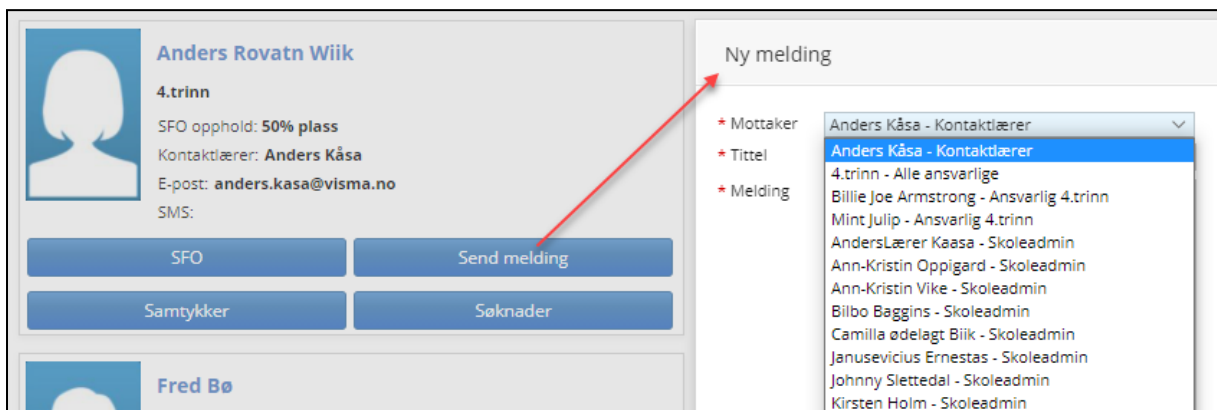 Anders Rovatn Wiik
4.trinn
SFO opphold: 50% plass
Kontaktlærer: Anders Kåsa
E-post: anders.kasa@visma.no
SMS:
SFO
Send melding
Samtykker
Søknader
Fred Bø
Ny melding
* Mottaker
Anders Kåsa - Kontaktlærer
* Tittel
* Melding
Anders Kåsa - Kontaktlærer
4.trinn - Alle ansvarlige
Billie Joe Armstrong - Ansvarlig 4.trinn
Mint Julip - Ansvarlig 4.trinn
AndersLærer Kaasa - Skoleadmin
Ann-Kristin Oppigard - Skoleadmin
Ann-Kristin Vike - Skoleadmin
Bilbo Baggins - Skoleadmin
Camilla ødelagt Biik - Skoleadmin
Janusevicius Ernestas - Skoleadmin
Johnny Slettedal - Skoleadmin
Kirsten Holm - Skoleadmin